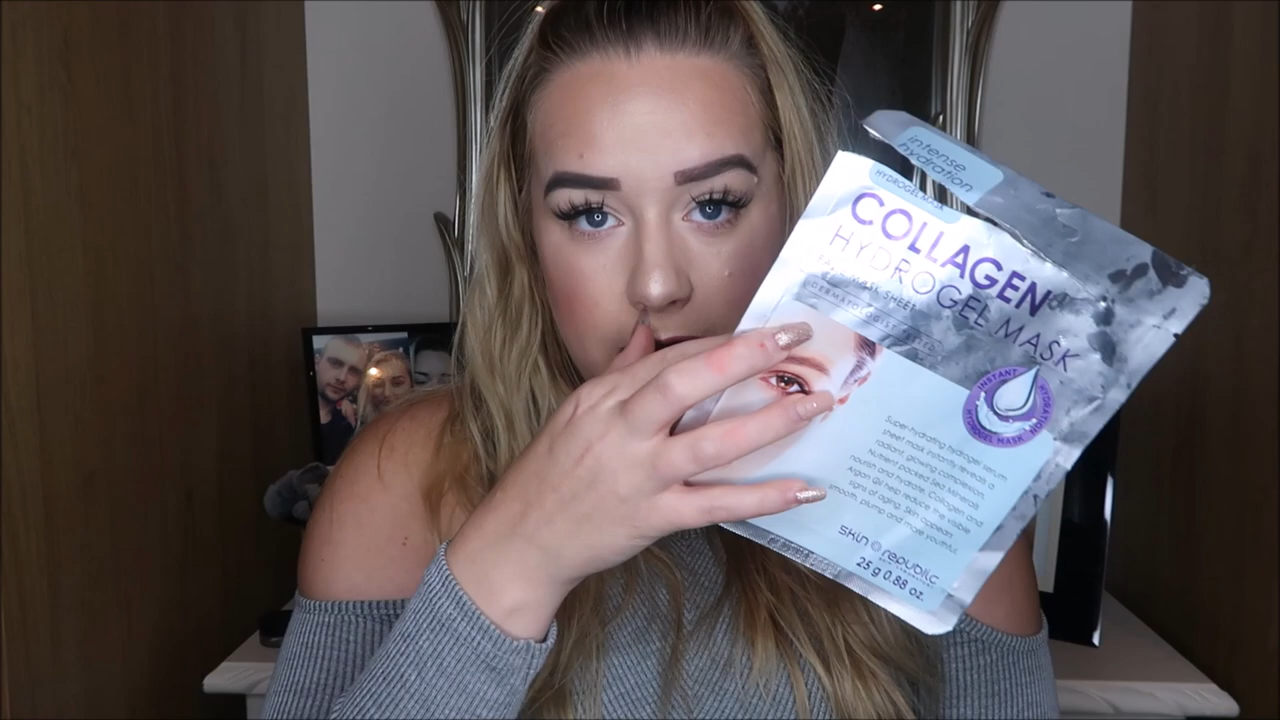 intense
hydration
HYDROGEL MASK
COLLAGEN
HYDROGEL MASK
FACE MASK SHEET
DERMATOLOGIST TESTED
INSTANT HYDRATION
HYDROGEL MASK
Super-hydrating hydrogel serum
sheet mask instantly reveals a
radiant, glowing complexion.
Nutrient packed Sea Minerals
nourish and hydrate. Collagen and
Argan Oil help reduce the visible
signs of aging. Skin appears
smooth, plump and more youthful.
skin republic
25 g 0.88 oz.